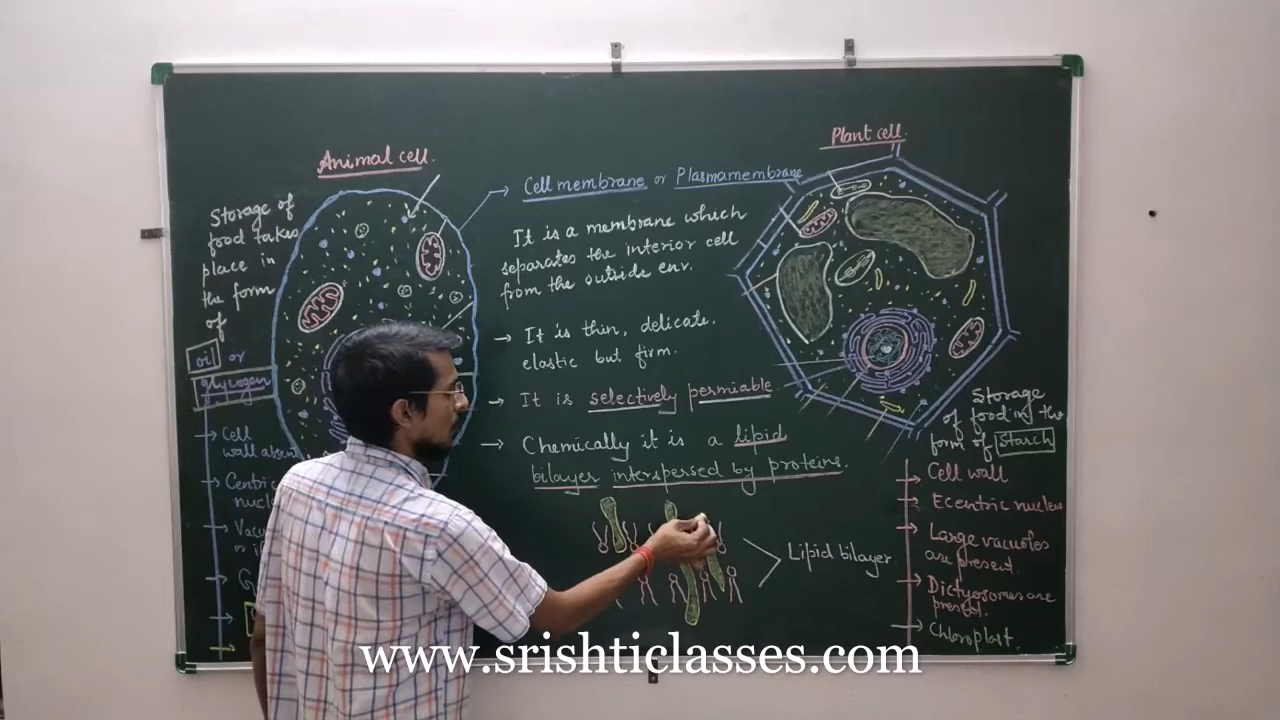 Animal cell.
Plant cell.
Storage of
food takes
place in
the form
of
oil or
glycogen
Cell
wall absent
Centric
Cell membrane or Plasmamembrane
It is a membrane which
separates the interior cell
from the outside env.
→ It is thin, delicate.
elastic but firm.
→ It is selectively permiable
→ Chemically it is a lipid
bilayer interspersed by proteins.
Lipid bilayer
Storage
of food in the
form of starch
→ Cell wall
→ Ecentric nucleus
→ Large vacuoles
are present.
→ Dictyosomes are
present.
→ Chloroplast.
www.srishticlasses.com